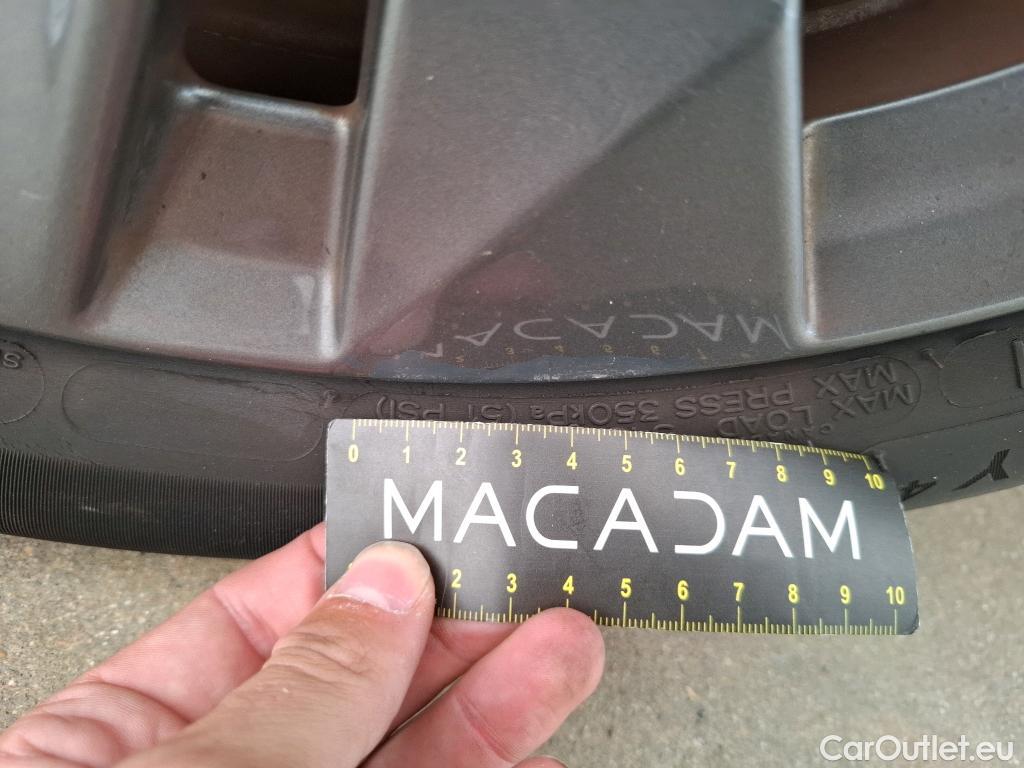 MACADAM
MAX LOAD
MAX PRESS 350kPa (51 PSI)
0 1 2 3 4 5 6 7 8 9 10
MACADAM
2 3 4 5 6 7 8 9 10
CarOutlet.eu